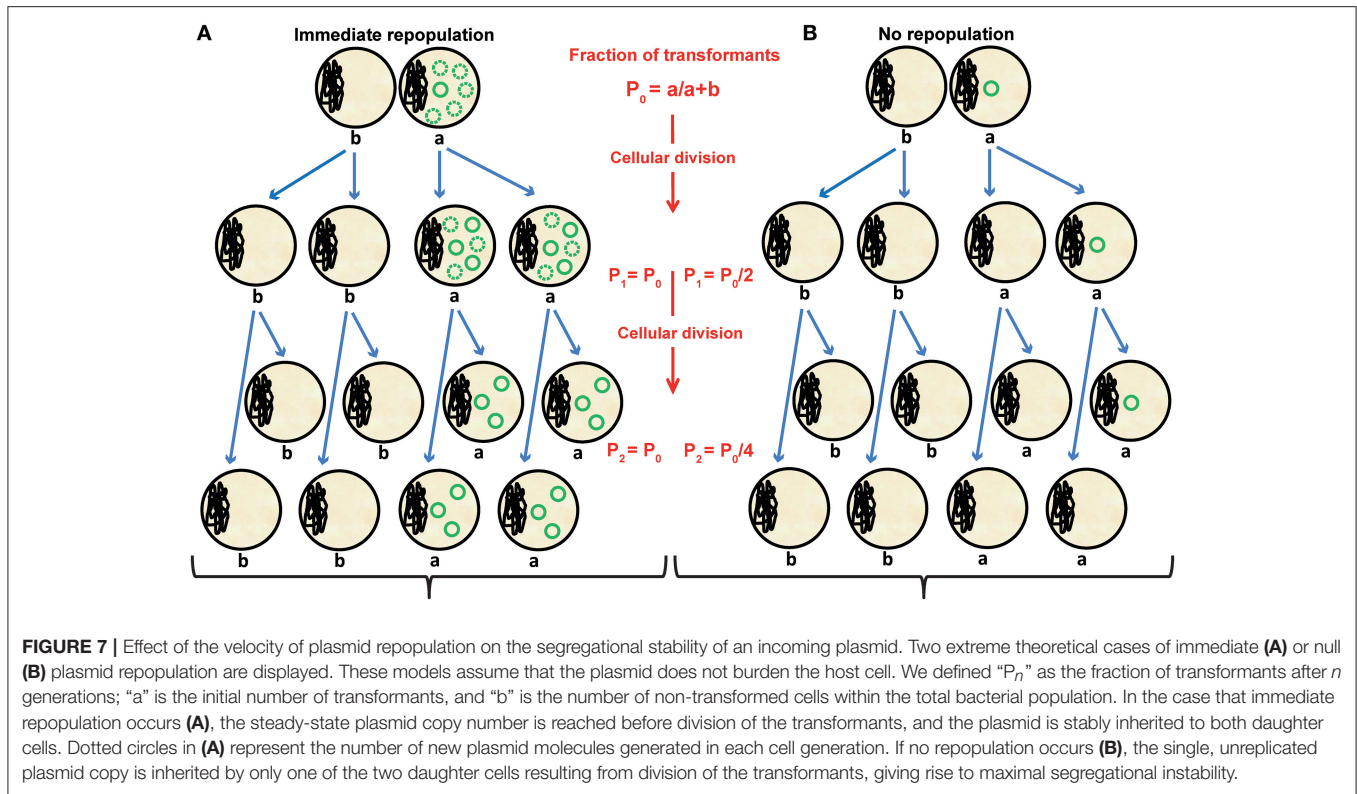 A
Immediate repopulation
Fraction of transformants
P0 = a/a+b
B
No repopulation
b
a
b
a
Cellular division
b
b
a
a
P1 = P0
P1 = P0/2
b
b
a
a
Cellular division
b
b
a
a
P2 = P0
P2 = P0/4
b
b
a
a
b
b
a
a
b
b
a
a
FIGURE 7 | Effect of the velocity of plasmid repopulation on the segregational stability of an incoming plasmid. Two extreme theoretical cases of immediate (A) or null
(B) plasmid repopulation are displayed. These models assume that the plasmid does not burden the host cell. We defined “Pn” as the fraction of transformants after n
generations; “a” is the initial number of transformants, and “b” is the number of non-transformed cells within the total bacterial population. In the case that immediate
repopulation occurs (A), the steady-state plasmid copy number is reached before division of the transformants, and the plasmid is stably inherited to both daughter
cells. Dotted circles in (A) represent the number of new plasmid molecules generated in each cell generation. If no repopulation occurs (B), the single, unreplicated
plasmid copy is inherited by only one of the two daughter cells resulting from division of the transformants, giving rise to maximal segregational instability.